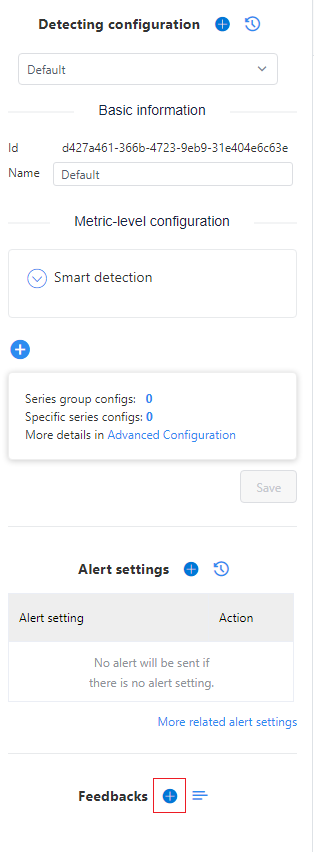 Detecting configuration
Default
Basic information
Id d427a461-366b-4723-9eb9-31e404e6c63e
Name Default
Metric-level configuration
Smart detection
Series group configs: 0
Specific series configs: 0
More details in Advanced Configuration
Save
Alert settings
Alert setting Action
No alert will be sent if
there is no alert setting.
More related alert settings
Feedbacks